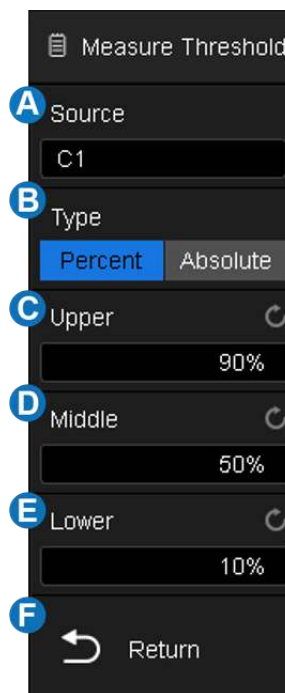 Measure Threshold
A
Source
C1
B
Type
Percent Absolute
C
Upper
90%
D
Middle
50%
E
Lower
10%
F
Return